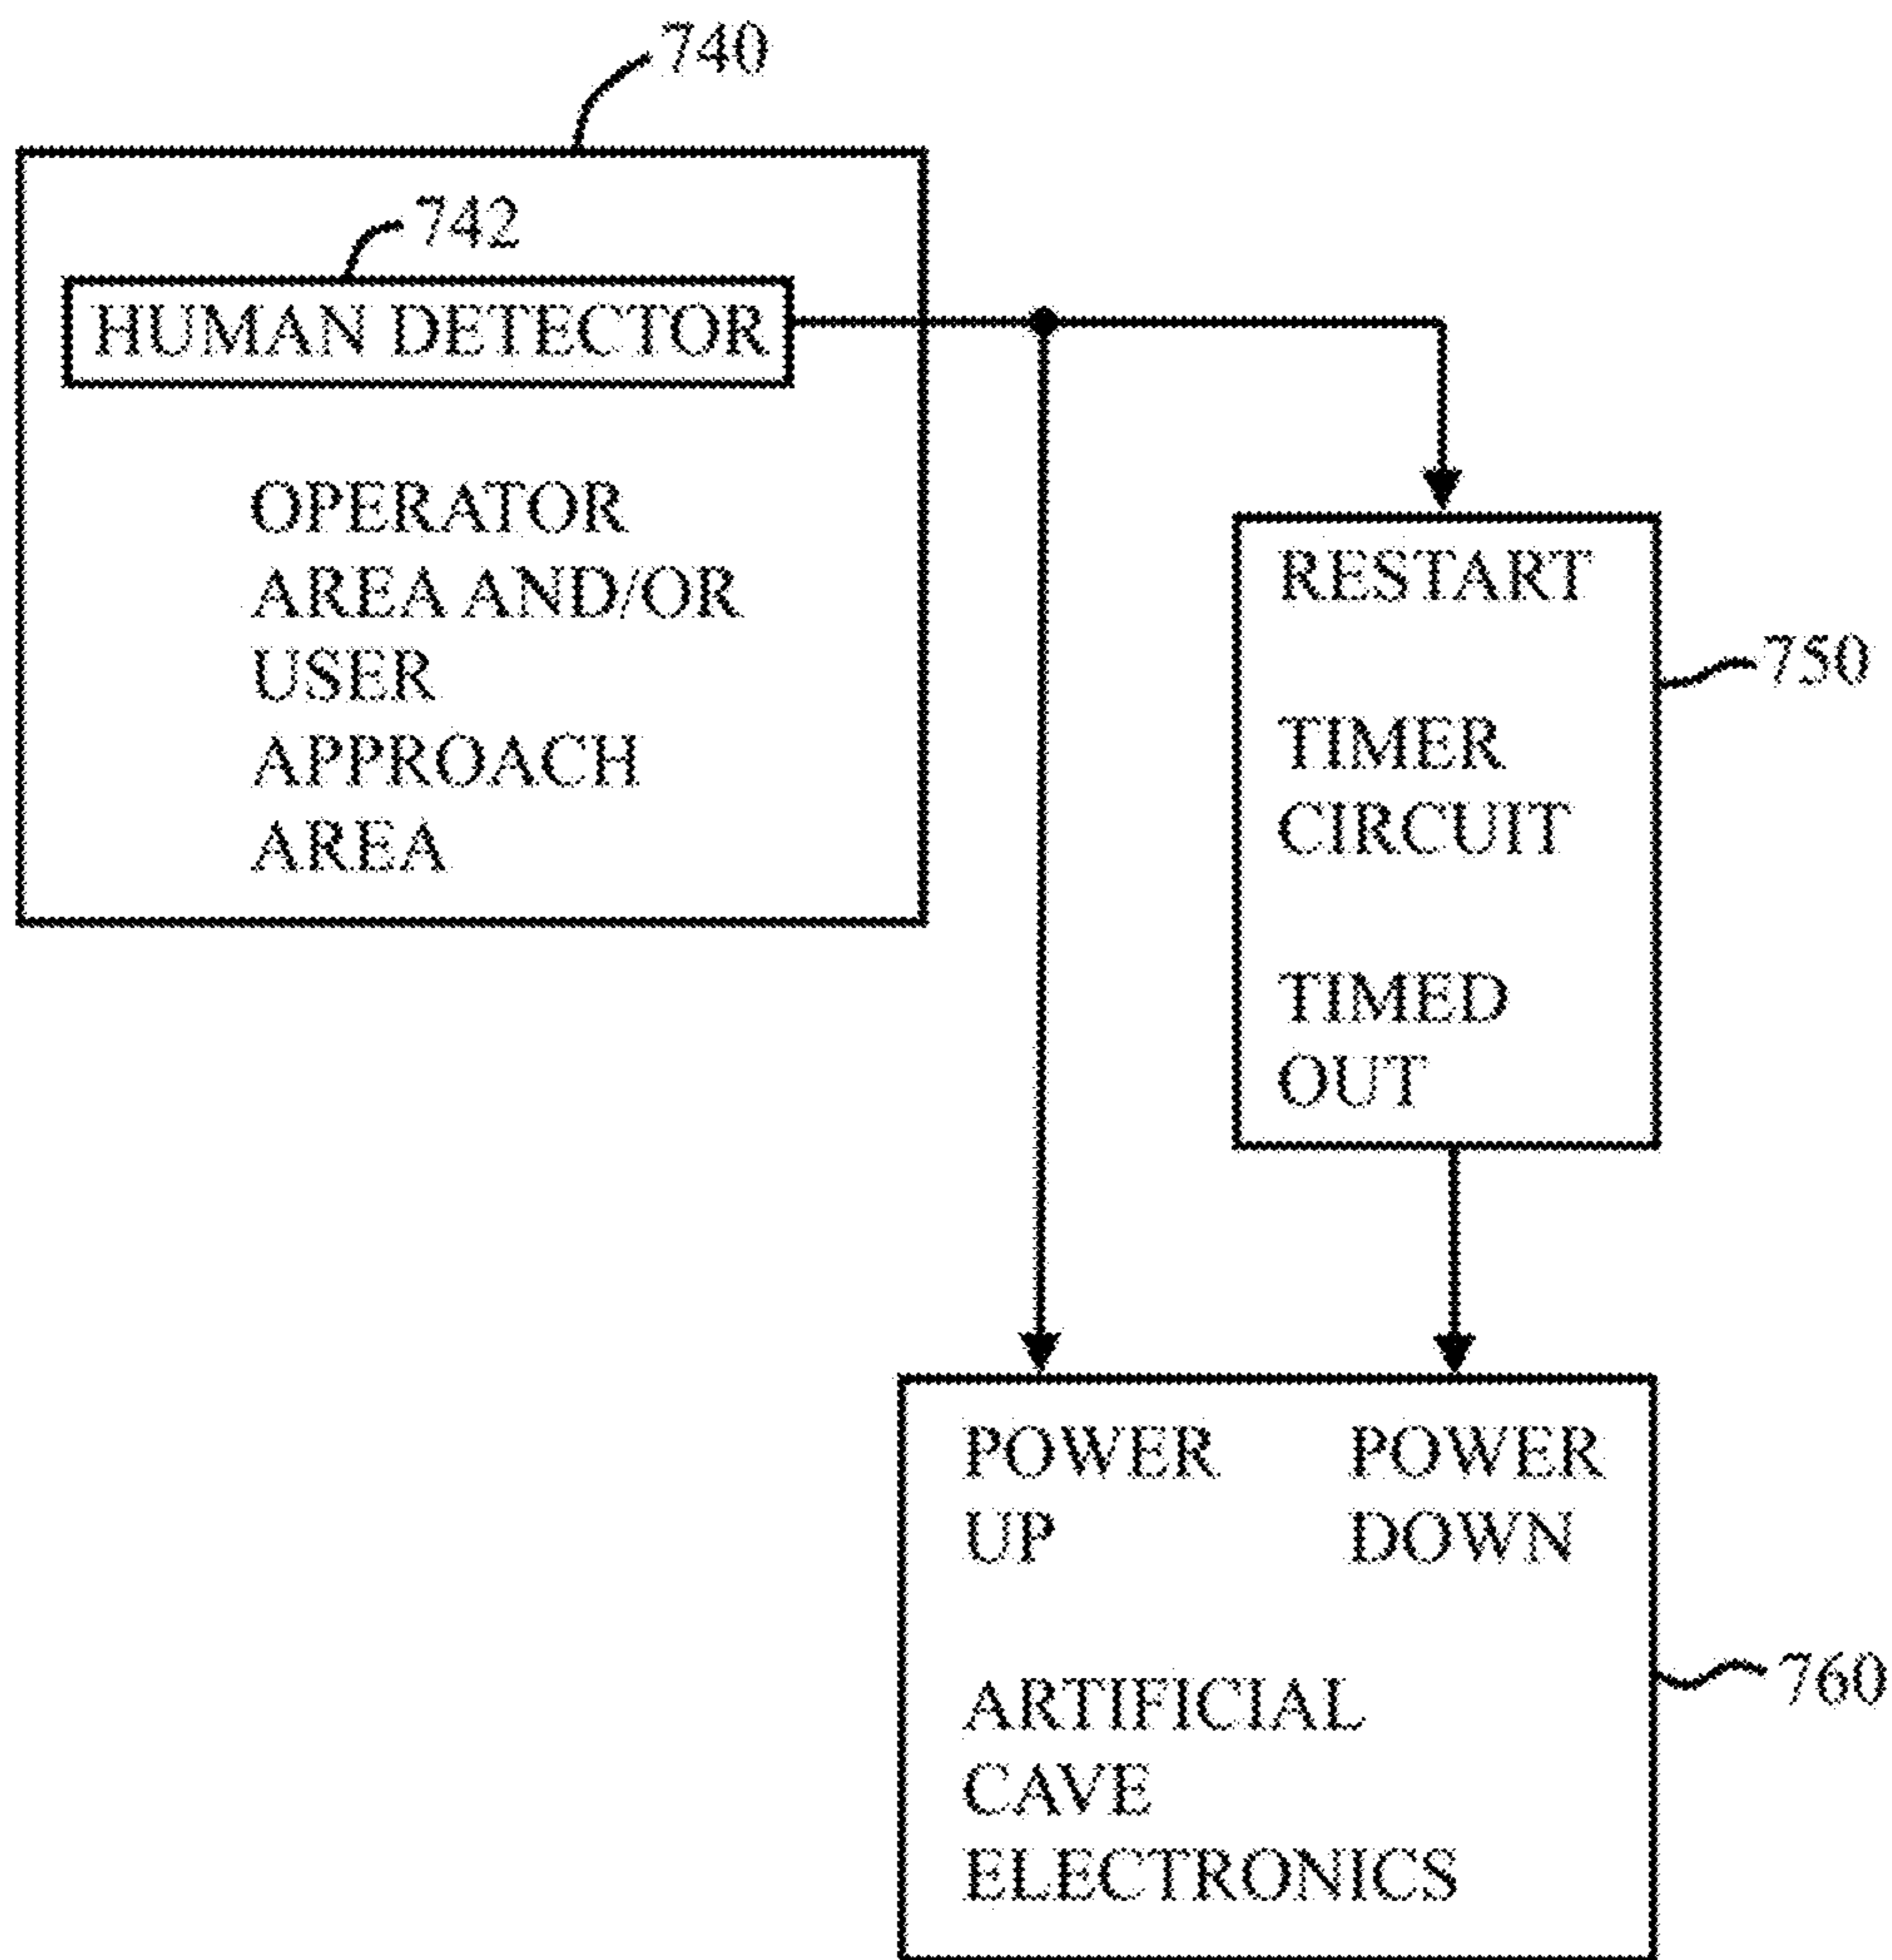 740
742
HUMAN DETECTOR
OPERATOR
AREA AND/OR
USER
APPROACH
AREA
RESTART
750
TIMER
CIRCUIT
TIMED
OUT
POWER UP
POWER DOWN
760
ARTIFICIAL
CAVE
ELECTRONICS